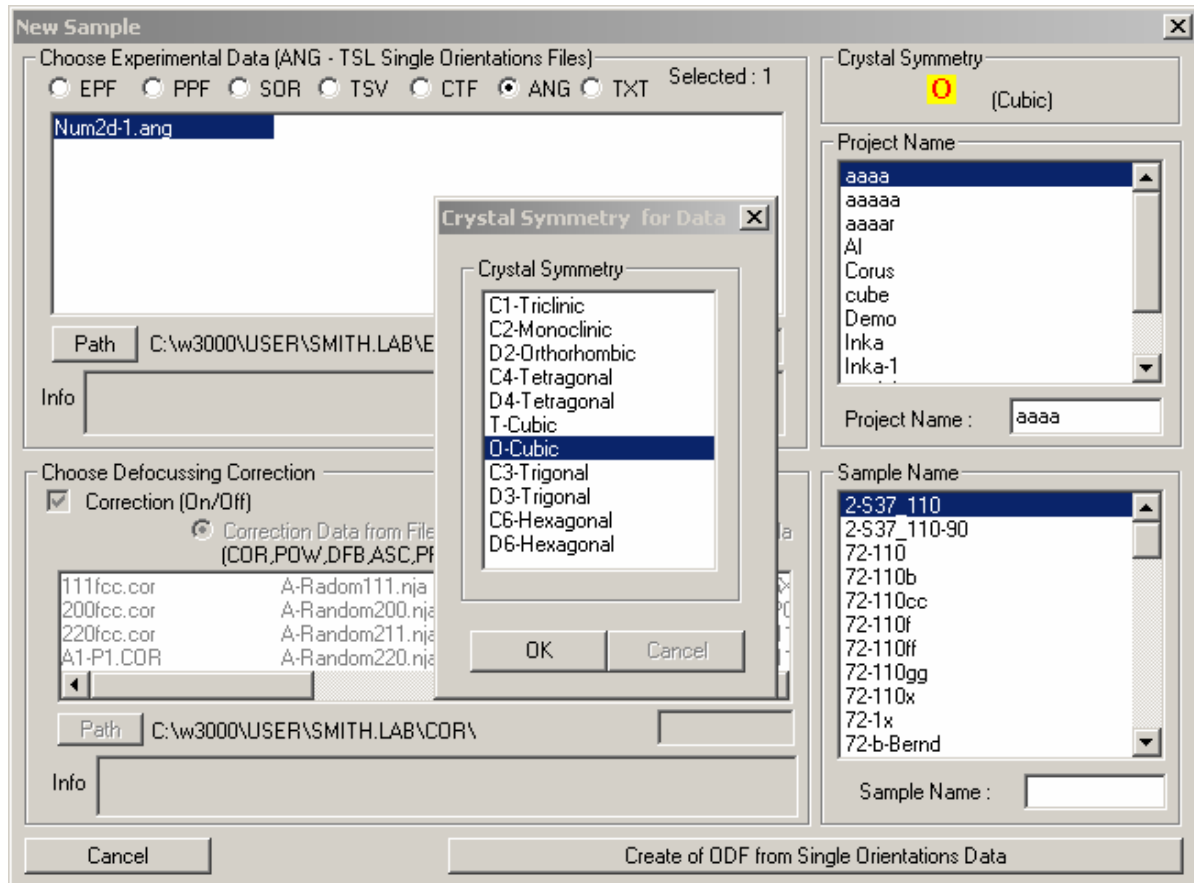 New Sample
Choose Experimental Data (ANG - TSL Single Orientations Files)
EPF PPF SOR TSV CTF ANG TXT Selected : 1
Num2d-1.ang
Path C:\w3000\USER\SMITH.LAB\E
Info
Crystal Symmetry
O (Cubic)
Project Name
aaaa
aaaaa
aaaar
Al
Corus
cube
Demo
Inka
Inka-1
Project Name : aaaa
Crystal Symmetry for Data
Crystal Symmetry
C1-Triclinic
C2-Monoclinic
D2-Orthorhombic
C4-Tetragonal
D4-Tetragonal
T-Cubic
O-Cubic
C3-Trigonal
D3-Trigonal
C6-Hexagonal
D6-Hexagonal
OK Cancel
Choose Defocussing Correction
Correction (On/Off)
Correction Data from File
(COR,POW,DFB,ASC,
111fcc.cor A-Radom111.nja
200fcc.cor A-Random200.nja
220fcc.cor A-Random211.nja
A1-P1.COR A-Random220.nja
Path C:\w3000\USER\SMITH.LAB\COR\
Info
Sample Name
2-S37_110
2-S37_110-90
72-110
72-110b
72-110cc
72-110f
72-110ff
72-110gg
72-110x
72-1x
72-b-Bernd
Sample Name :
Cancel Create of ODF from Single Orientations Data